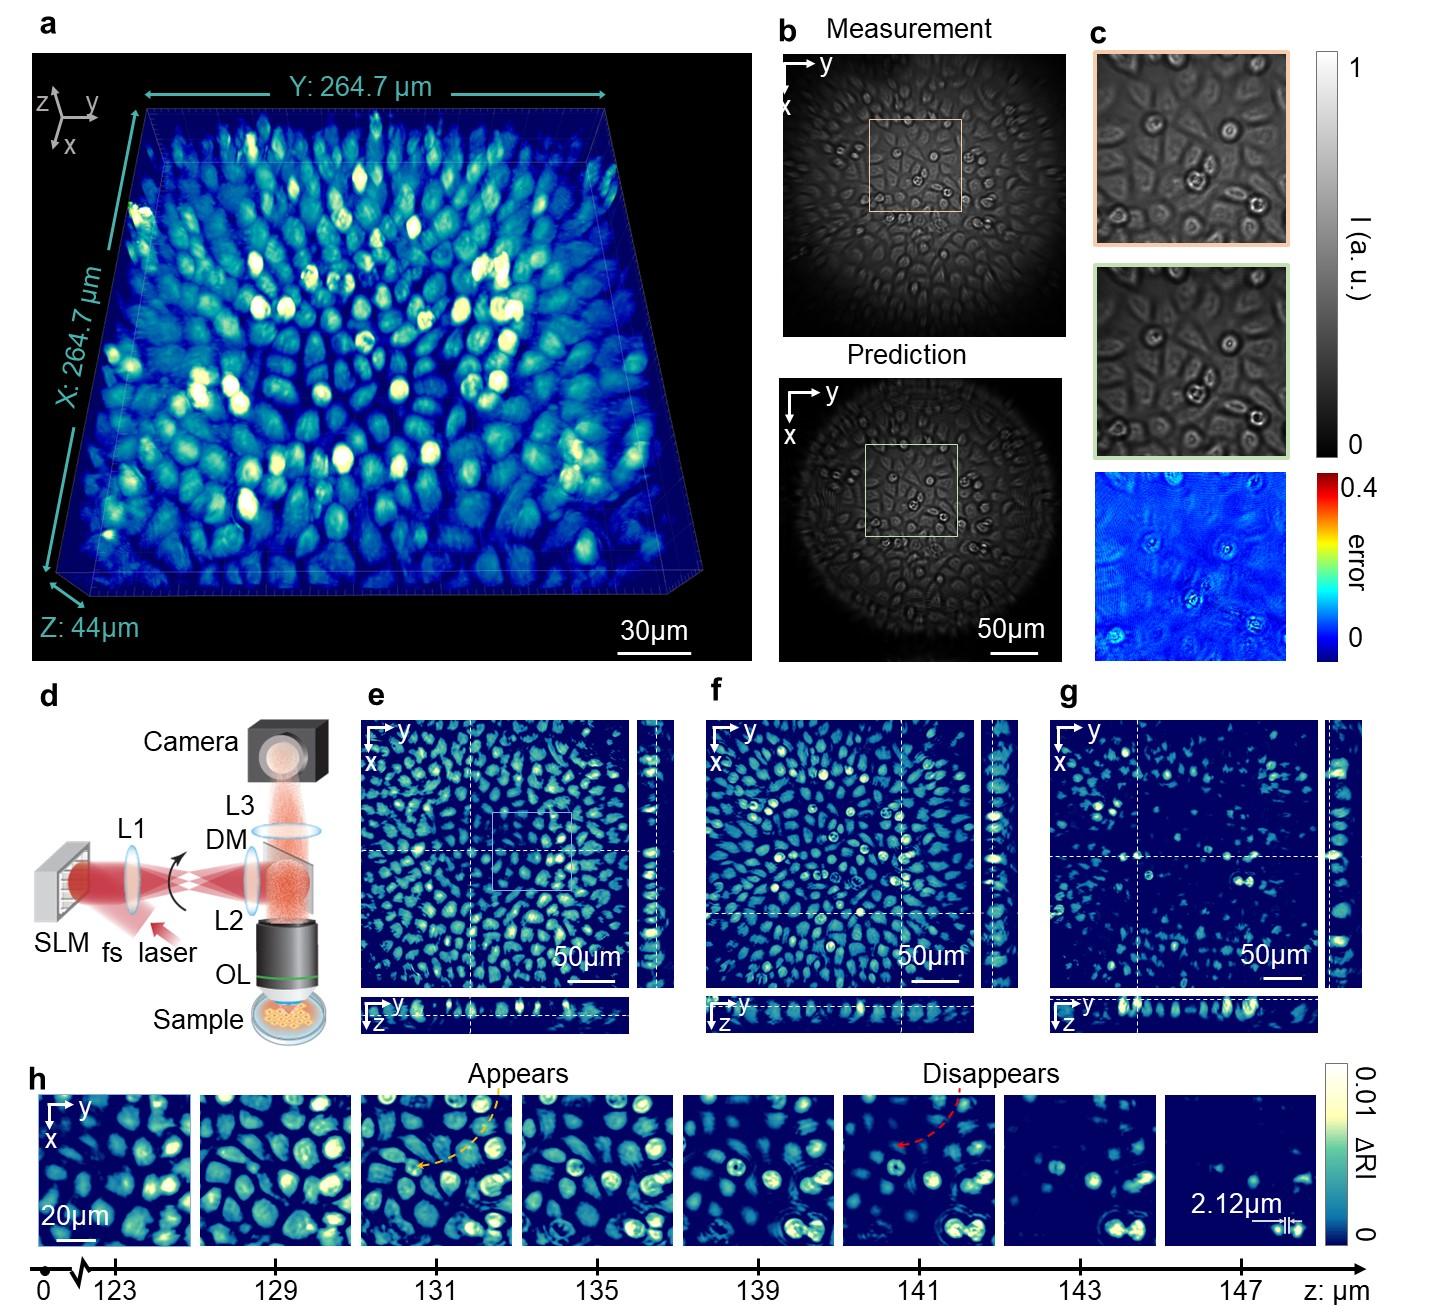 a
z
y
x
Y: 264.7 μm
X: 264.7 μm
Z: 44μm
30μm
b
Measurement
y
x
Prediction
y
x
50μm
c
1
I (a. u.)
0
0.4
error
0
d
Camera
L3
DM
L1
L2
SLM
fs laser
OL
Sample
e
y
x
50μm
y
z
f
y
x
50μm
y
z
g
y
x
50μm
y
z
h
Appears
Disappears
y
x
20μm
2.12μm
0.01
ΔRI
0
0 123 129 131 135 139 141 143 147 z: μm